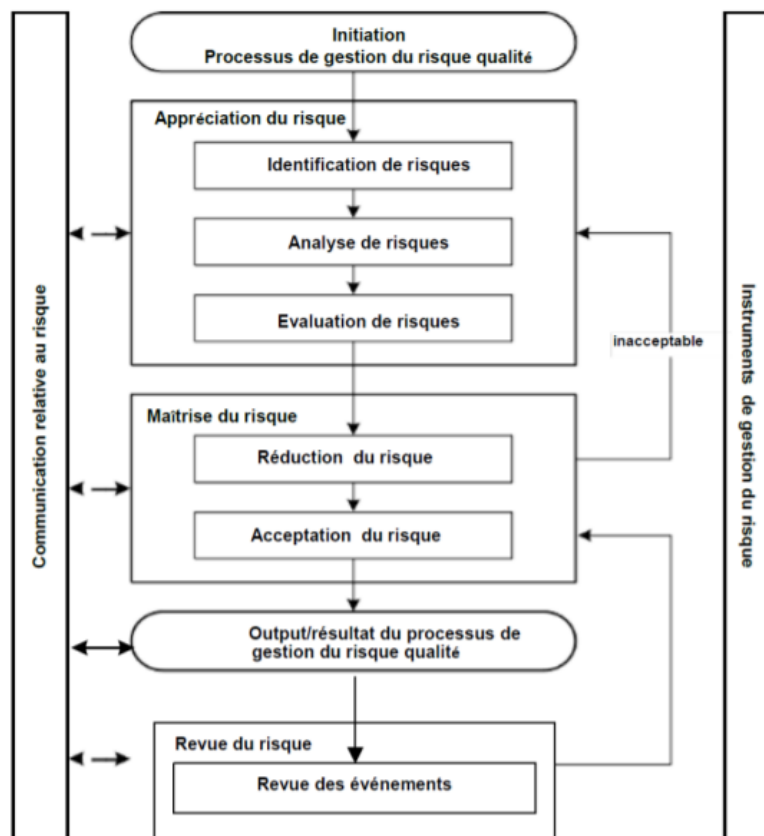 Initiation
Processus de gestion du risque qualité
Appréciation du risque
Identification de risques
Analyse de risques
Evaluation de risques
inacceptable
Maîtrise du risque
Réduction du risque
Acceptation du risque
Output/résultat du processus de
gestion du risque qualité
Revue du risque
Revue des événements
Communication relative au risque
Instruments de gestion du risque